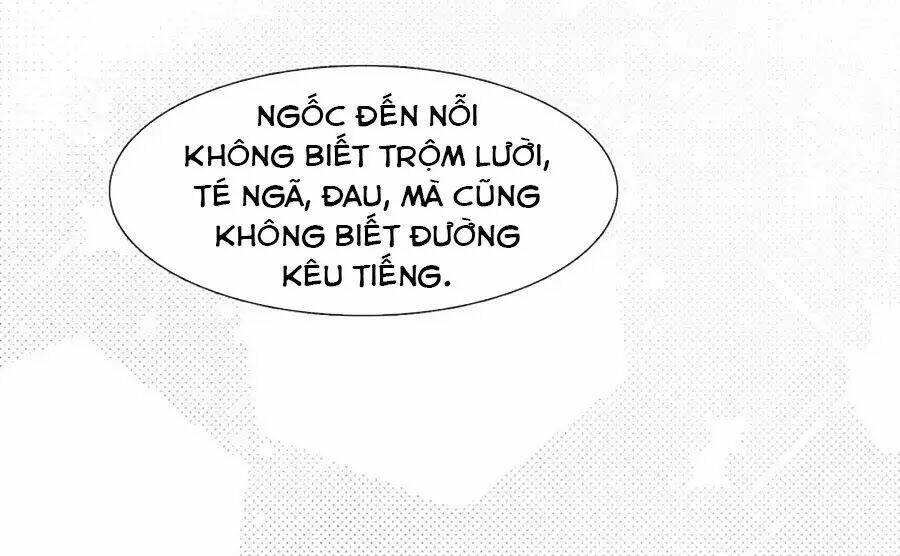 NGỐC ĐẾN NỖI
KHÔNG BIẾT TRỘM LƯỜI,
TÉ NGÃ, ĐAU, MÀ CŨNG
KHÔNG BIẾT ĐƯỜNG
KÊU TIẾNG.